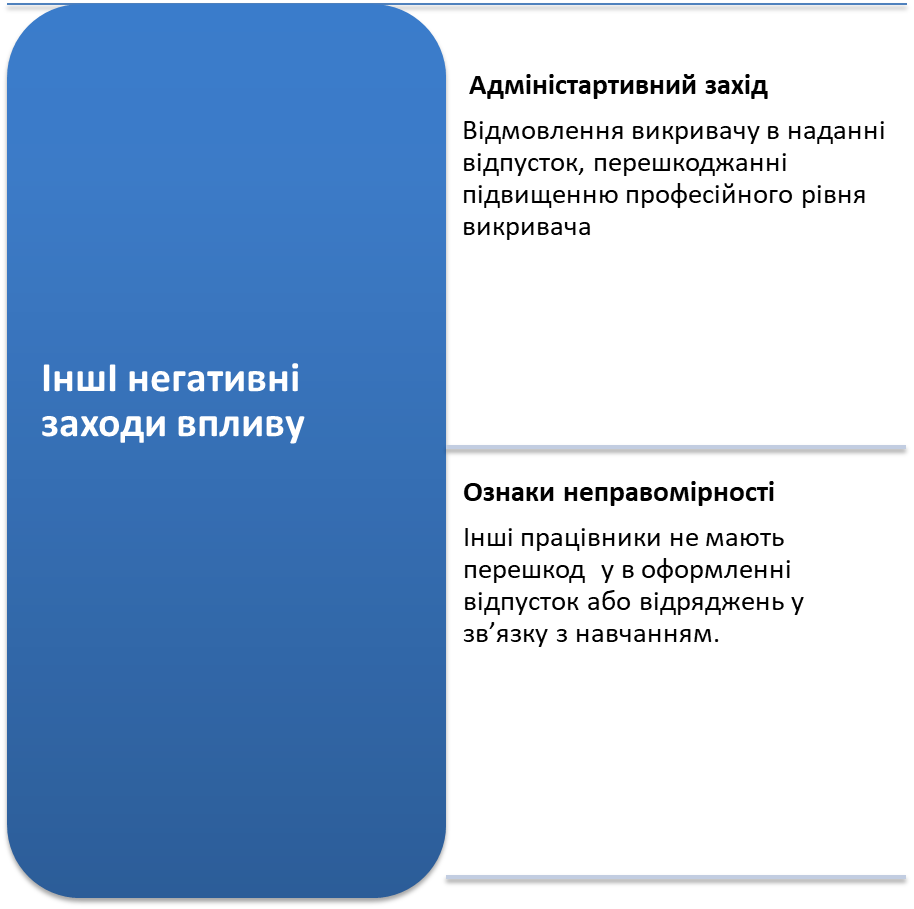 ІншІ негативні
заходи впливу
Адміністартивний захід
Відмовлення викривачу в наданні
відпусток, перешкоджанні
підвищенню професійного рівня
викривача
Ознаки неправомірності
Інші працівники не мають
перешкод у в оформленні
відпусток або відряджень у
зв’язку з навчанням.